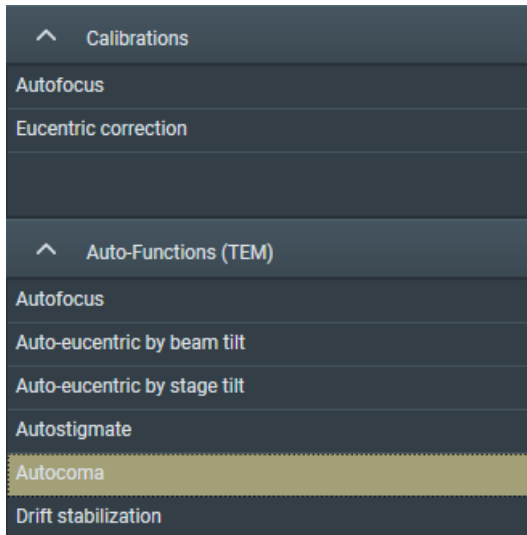 Calibrations
Autofocus
Eucentric correction
Auto-Functions (TEM)
Autofocus
Auto-eucentric by beam tilt
Auto-eucentric by stage tilt
Autostigmate
Autocoma
Drift stabilization